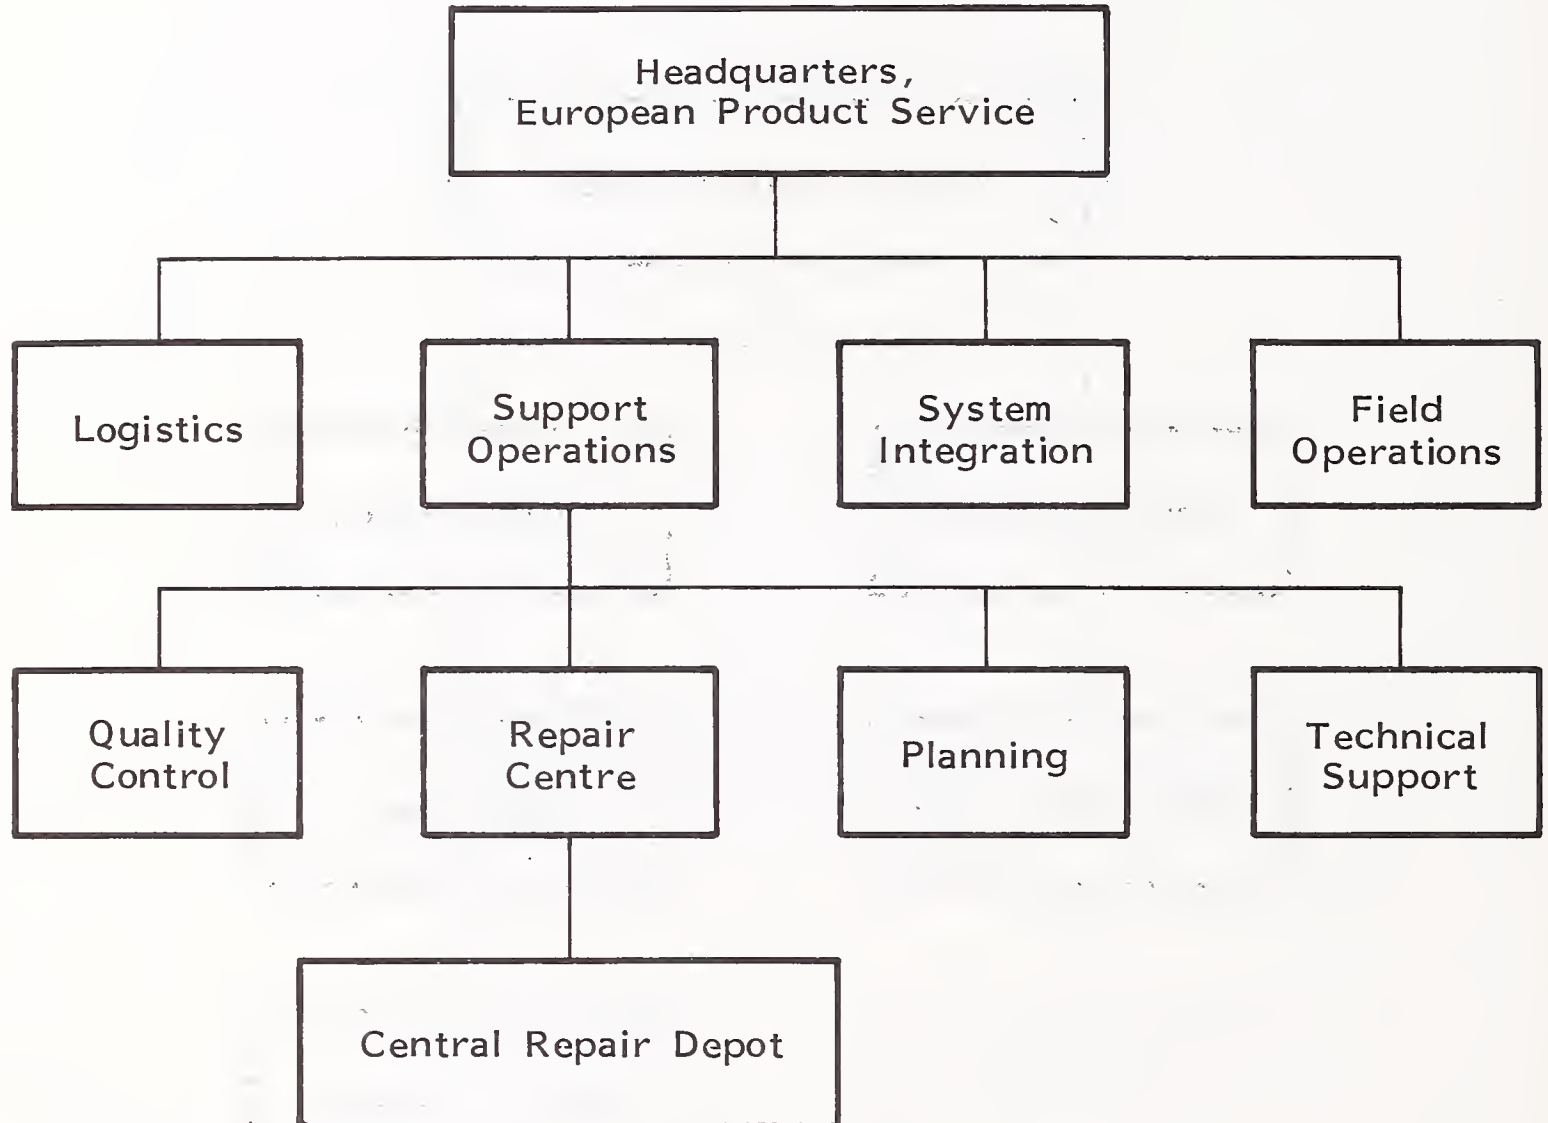 Headquarters,
European Product Service
Logistics
Support
Operations
System
Integration
Field
Operations
Quality
Control
Repair
Centre
Planning
Technical
Support
Central Repair Depot